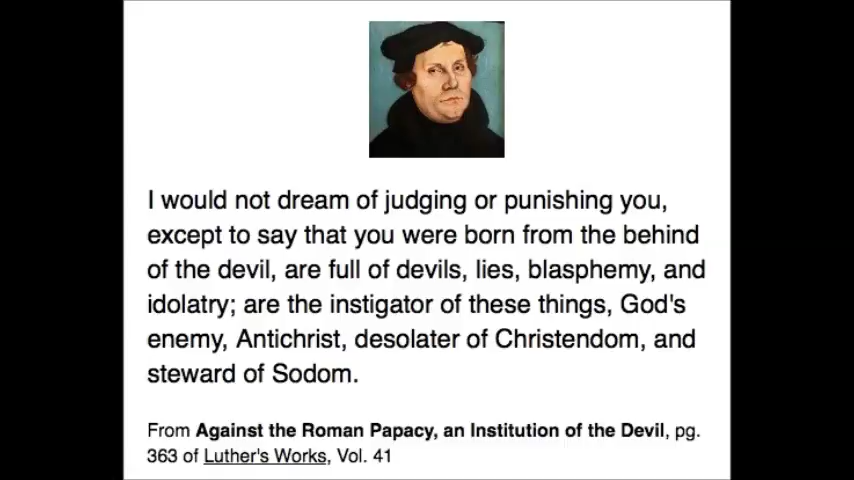 I would not dream of judging or punishing you,
except to say that you were born from the behind
of the devil, are full of devils, lies, blasphemy, and
idolatry; are the instigator of these things, God's
enemy, Antichrist, desolater of Christendom, and
steward of Sodom.
From Against the Roman Papacy, an Institution of the Devil, pg.
363 of Luther's Works, Vol. 41